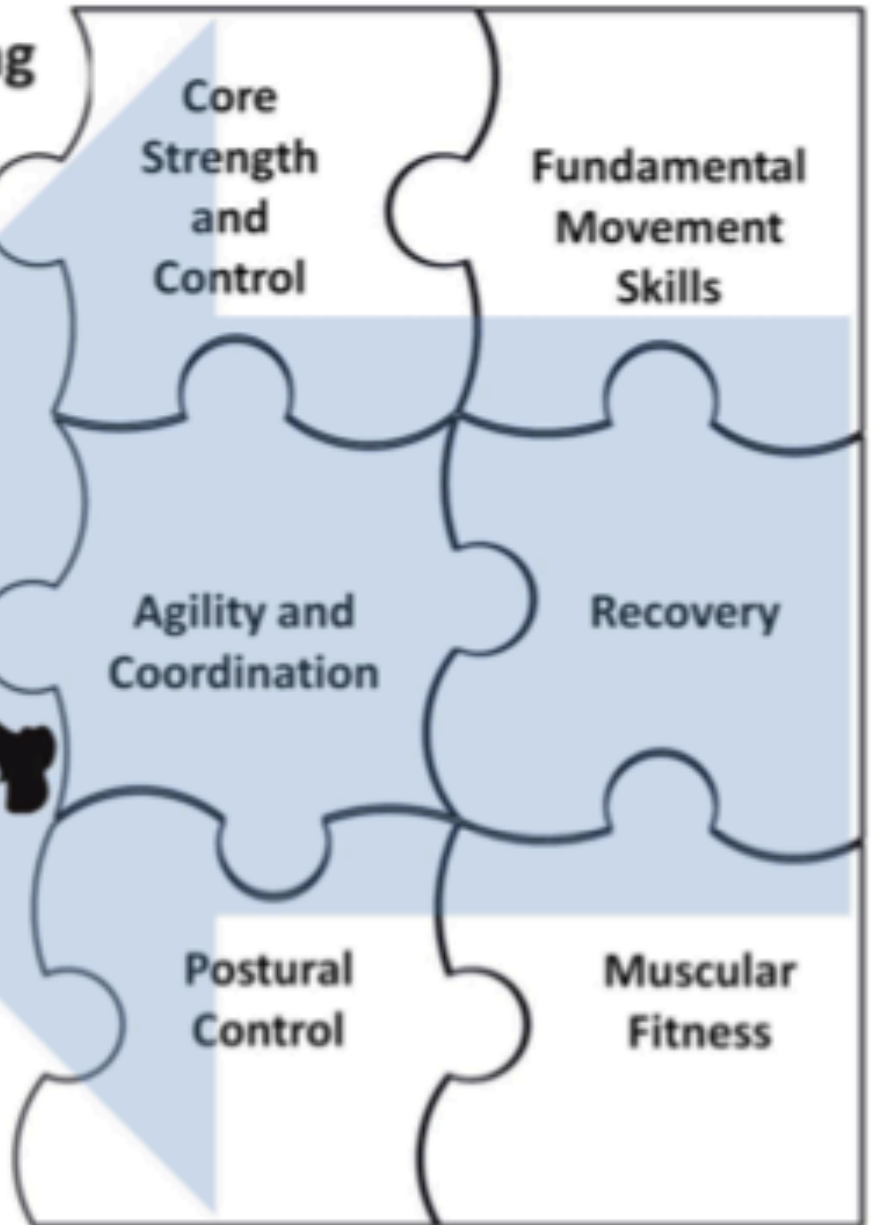 Core
Strength
and
Control
Fundamental
Movement
Skills
Agility and
Coordination
Recovery
Postural
Control
Muscular
Fitness